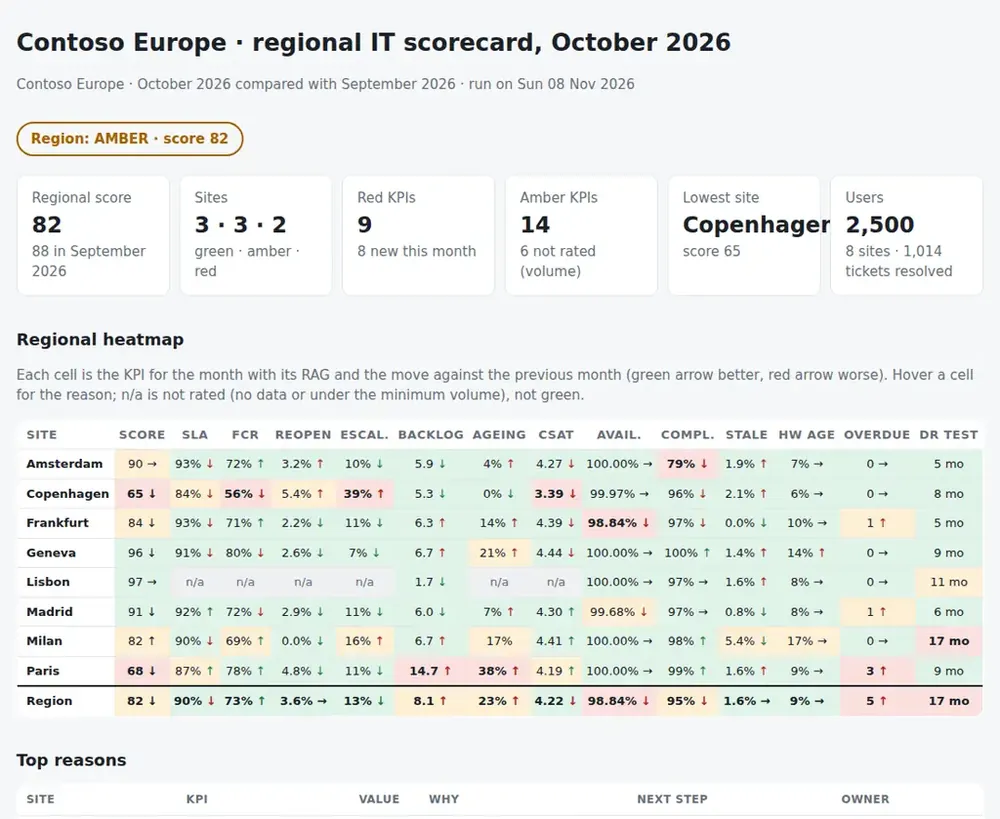 Contoso Europe · regional IT scorecard, October 2026
Contoso Europe · October 2026 compared with September 2026 · run on Sun 08 Nov 2026
Region: AMBER · score 82
Regional score
82
88 in September
2026
Sites
3 · 3 · 2
green · amber ·
red
Red KPIs
9
8 new this month
Amber KPIs
14
6 not rated
(volume)
Lowest site
Copenhagen
score 65
Users
2,500
8 sites · 1,014
tickets resolved
Regional heatmap
Each cell is the KPI for the month with its RAG and the move against the previous month (green arrow better, red arrow worse). Hover a cell
for the reason; n/a is not rated (no data or under the minimum volume), not green.
SITE SCORE SLA FCR REOPEN ESCAL. BACKLOG AGEING CSAT AVAIL. COMPL. STALE HW AGE OVERDUE DR TEST
Amsterdam 90 → 93% ↓ 72% ↑ 3.2% ↑ 10% ↓ 5.9 ↓ 4% ↑ 4.27 ↓ 100.00% → 79% ↓ 1.9% ↑ 7% → 0 → 5 mo
Copenhagen 65 ↓ 84% ↓ 56% ↓ 5.4% ↑ 39% ↑ 5.3 ↓ 0% ↓ 3.39 ↓ 99.97% → 96% ↓ 2.1% ↑ 6% → 0 → 8 mo
Frankfurt 84 ↓ 93% ↓ 71% ↑ 2.2% ↓ 11% ↓ 6.3 ↑ 14% ↑ 4.39 ↓ 98.84% ↓ 97% ↓ 0.0% ↓ 10% → 1 ↑ 5 mo
Geneva 96 ↓ 91% ↓ 80% ↓ 2.6% ↓ 7% ↓ 6.7 ↑ 21% ↑ 4.44 ↓ 100.00% → 100% ↑ 1.4% ↑ 14% ↑ 0 → 9 mo
Lisbon 97 → n/a n/a n/a n/a 1.7 ↓ n/a n/a 100.00% → 97% → 1.6% ↑ 8% → 0 → 11 mo
Madrid 91 ↓ 92% ↑ 72% ↓ 2.9% ↓ 11% ↓ 6.0 ↓ 7% ↑ 4.30 ↑ 99.68% ↓ 97% → 0.8% ↓ 8% → 1 ↑ 6 mo
Milan 82 ↑ 90% ↓ 69% ↑ 0.0% ↓ 16% ↑ 6.7 ↑ 17% 4.41 ↑ 100.00% → 98% ↑ 5.4% ↓ 17% → 0 → 17 mo
Paris 68 ↓ 87% ↑ 78% ↑ 4.8% ↓ 11% ↓ 14.7 ↑ 38% ↑ 4.19 ↑ 100.00% → 99% ↑ 1.6% ↑ 9% → 3 ↑ 9 mo
Region 82 ↓ 90% ↓ 73% ↑ 3.6% → 13% ↓ 8.1 ↑ 23% ↑ 4.22 ↓ 98.84% ↓ 95% ↓ 1.6% → 9% → 5 ↑ 17 mo
Top reasons
SITE KPI VALUE WHY NEXT STEP OWNER